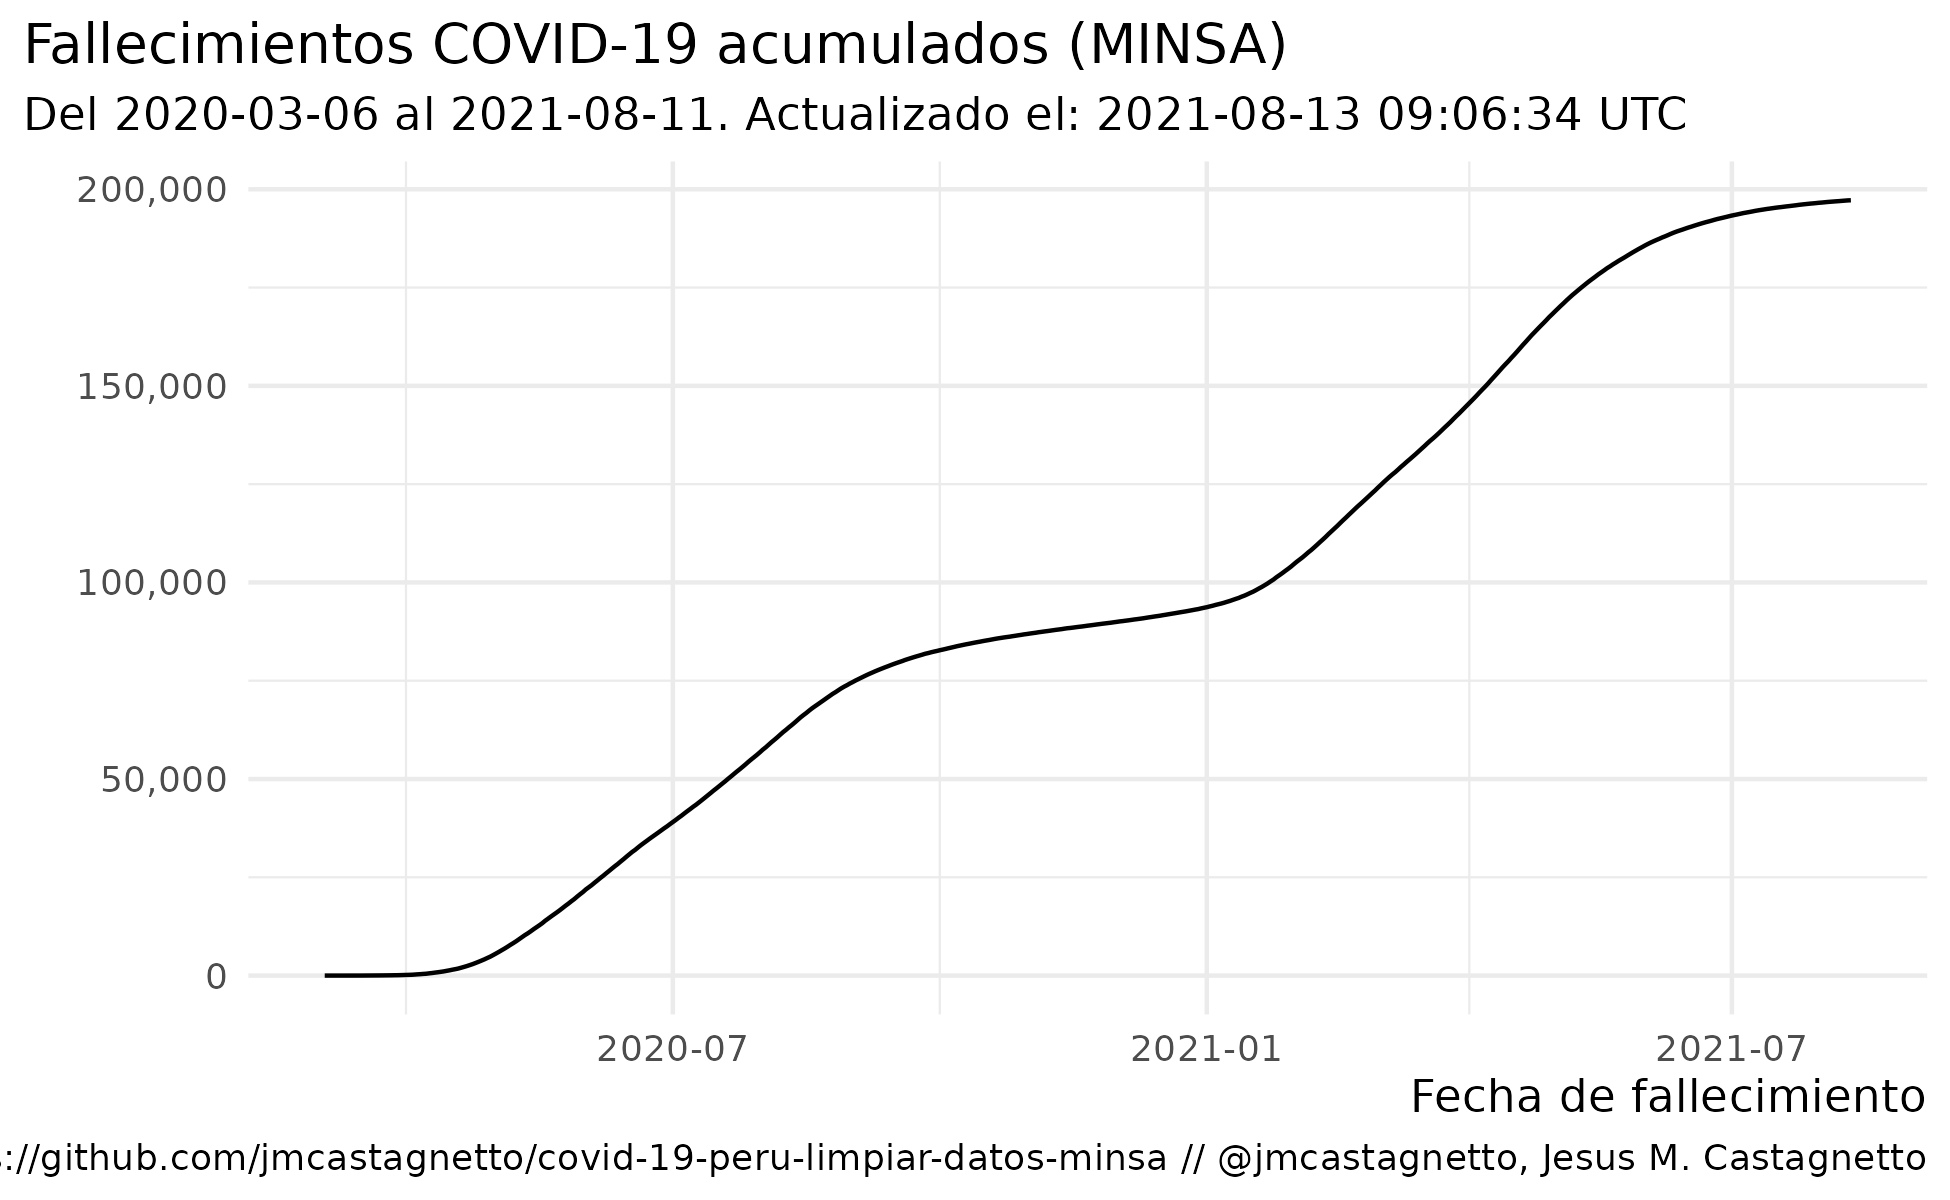 Fallecimientos COVID-19 acumulados (MINSA)
Del 2020-03-06 al 2021-08-11. Actualizado el: 2021-08-13 09:06:34 UTC
200,000
150,000
100,000
50,000
0
2020-07 2021-01 2021-07
Fecha de fallecimiento
://github.com/jmcastagnetto/covid-19-peru-limpiar-datos-minsa // @jmcastagnetto, Jesus M. Castagnetto